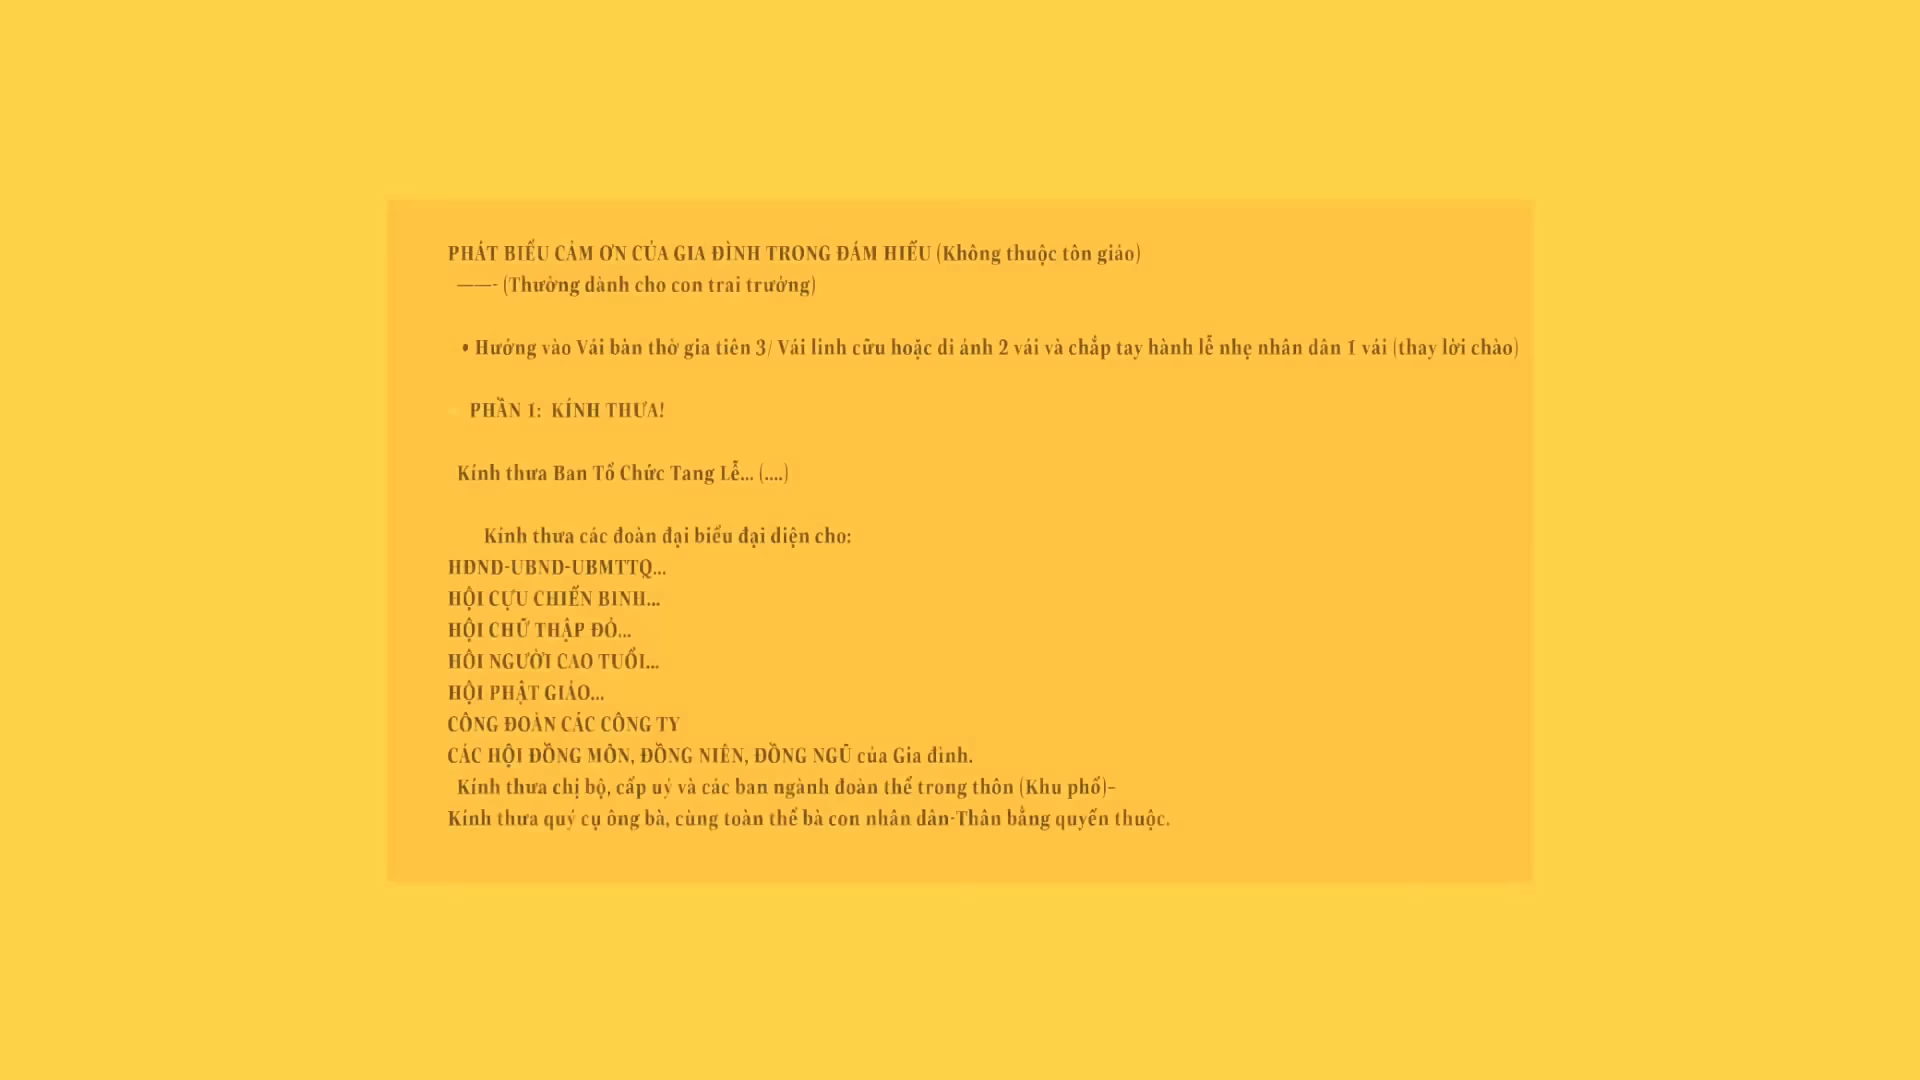 PHÁT BIỂU CẢM ƠN CỦA GIA ĐÌNH TRONG ĐÁM HIẾU (Không thuộc tôn giáo)
——- (Thường dành cho con trai trưởng)
• Hướng vào Vái bàn thờ gia tiên 3/ Vái linh cữu hoặc di ảnh 2 vái và chắp tay hành lễ nhẹ nhân dân 1 vái (thay lời chào)
PHẦN 1: KÍNH THƯA!
Kính thưa Ban Tổ Chức Tang Lễ... (....)
Kính thưa các đoàn đại biểu đại diện cho:
HĐND-UBND-UBMTTQ...
HỘI CỰU CHIẾN BINH...
HỘI CHỮ THẬP ĐỎ...
HÔI NGƯỜI CAO TUỔI...
HỘI PHẬT GIÁO...
CÔNG ĐOÀN CÁC CÔNG TY
CÁC HỘI ĐỒNG MÔN, ĐỒNG NIÊN, ĐỒNG NGŨ của Gia đình.
Kính thưa chị bộ, cấp uỷ và các ban ngành đoàn thể trong thôn (Khu phố)–
Kính thưa quý cụ ông bà, cùng toàn thể bà con nhân dân-Thân bằng quyến thuộc.